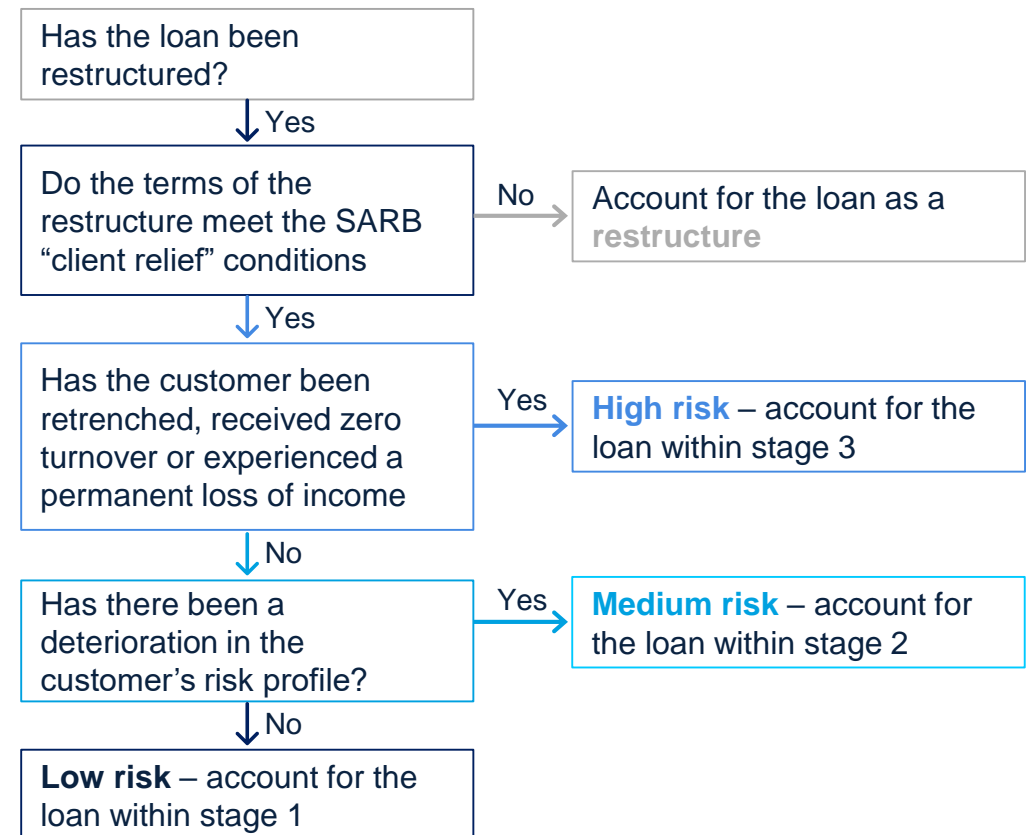 Has the loan been
restructured?
Yes
Do the terms of the
restructure meet the SARB
“client relief” conditions
No
Account for the loan as a
restructure
Yes
Has the customer been
retrenched, received zero
turnover or experienced a
permanent loss of income
Yes
High risk – account for the
loan within stage 3
No
Has there been a
deterioration in the
customer’s risk profile?
Yes
Medium risk – account for
the loan within stage 2
No
Low risk – account for the
loan within stage 1